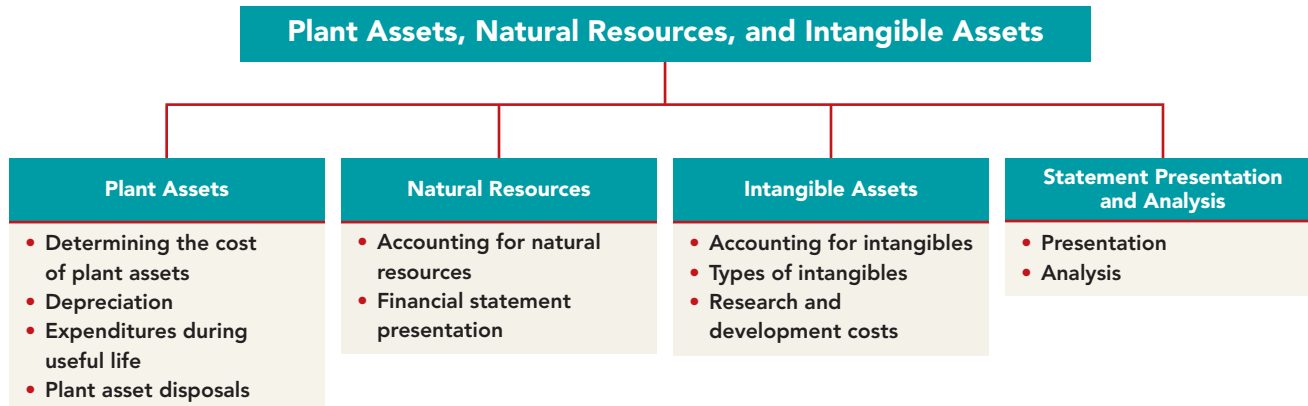 Plant Assets, Natural Resources, and Intangible Assets
Plant Assets
• Determining the cost
of plant assets
• Depreciation
• Expenditures during
useful life
• Plant asset disposals
Natural Resources
• Accounting for natural
resources
• Financial statement
presentation
Intangible Assets
• Accounting for intangibles
• Types of intangibles
• Research and
development costs
Statement Presentation
and Analysis
• Presentation
• Analysis